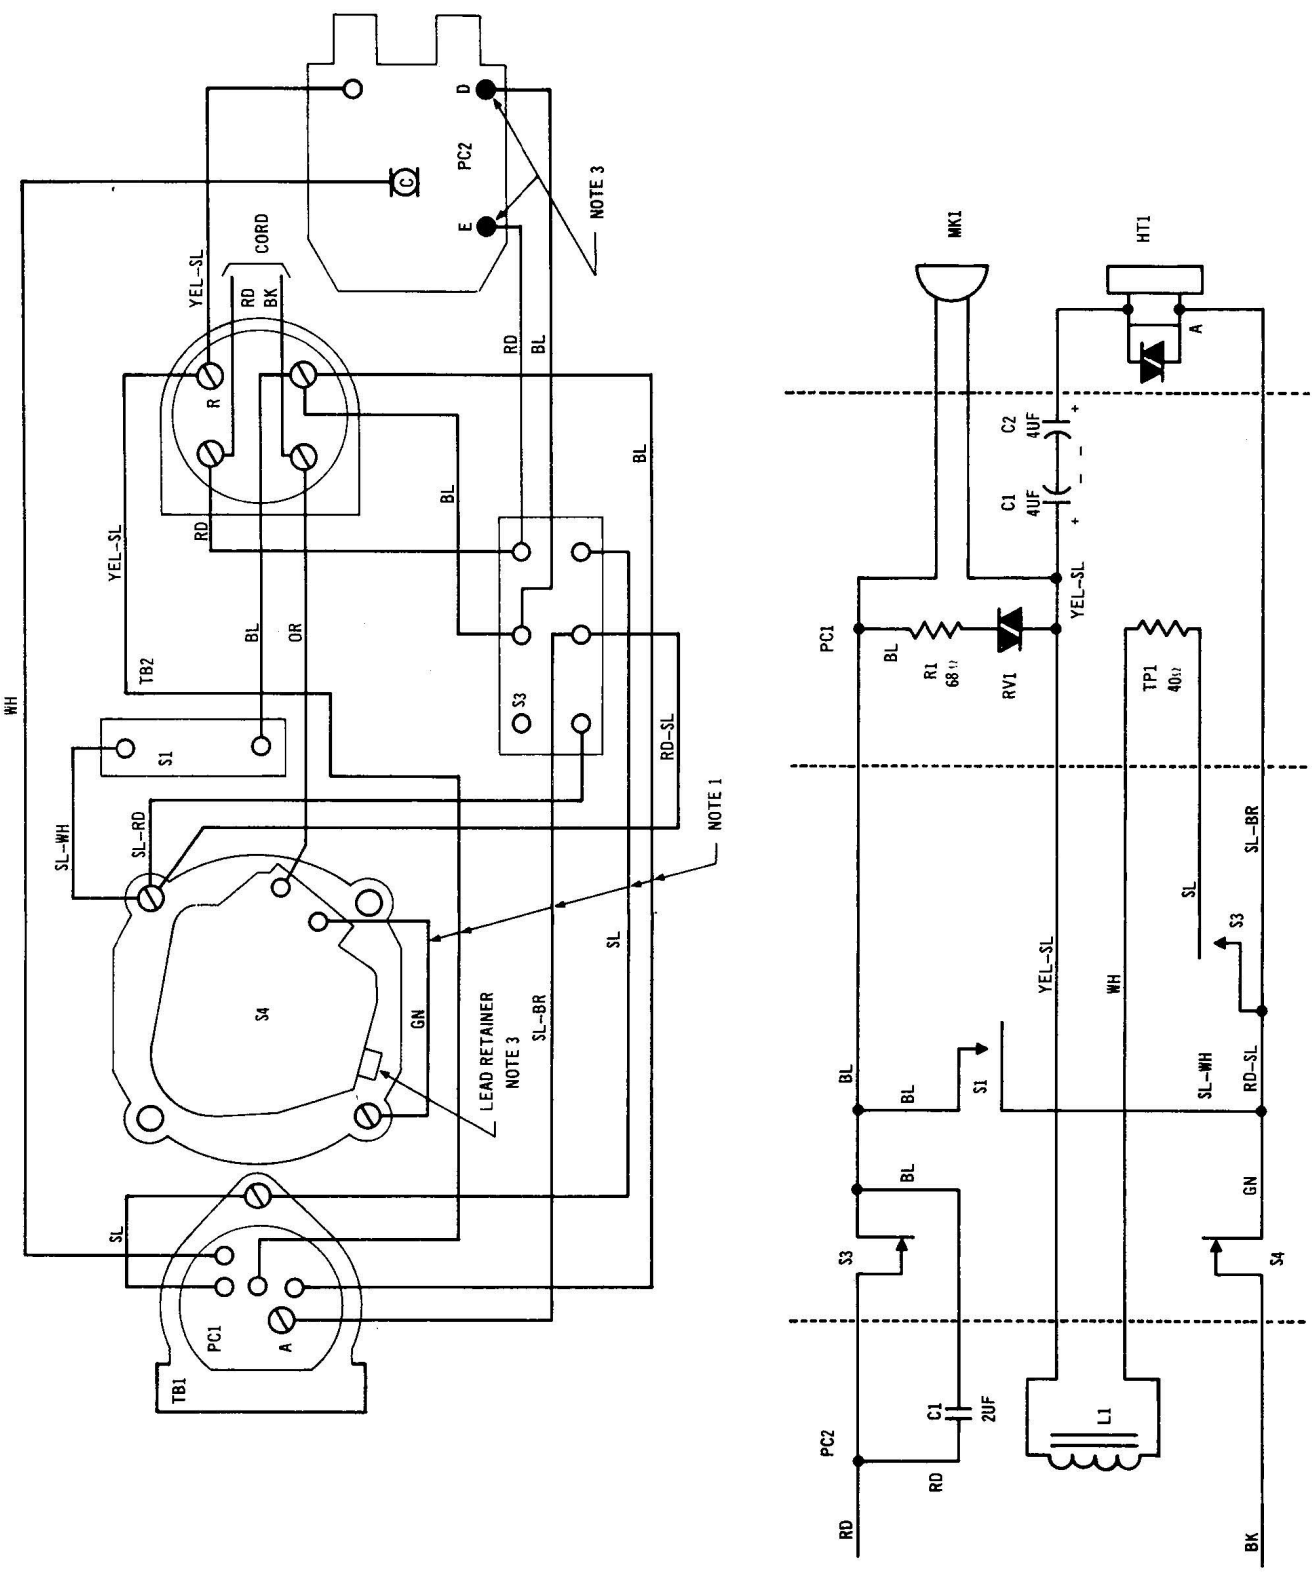 WH
SL
PC1
TB1
A
SL-WH
SL-RD
S4
LEAD RETAINER
NOTE 3
GN
SL-BR
SL
NOTE 1
RD-SL
S1
TB2
BL
OR
S3
YEL-SL
RD
BL
BL
R
YEL-SL
RD
BK
CORD
RD
BL
C
E
D
PC2
NOTE 3
RD
PC2
RD
C1
2UF
L1
BK
S3
BL
BL
BL
S1
YEL-SL
WH
SL-WH
RD-SL
GN
S4
S3
SL
SL-BR
PC1
BL
R1
68Ω
RV1
YEL-SL
TP1
40Ω
C1
4UF
+
-
C2
4UF
-
+
MK1
HT1
A